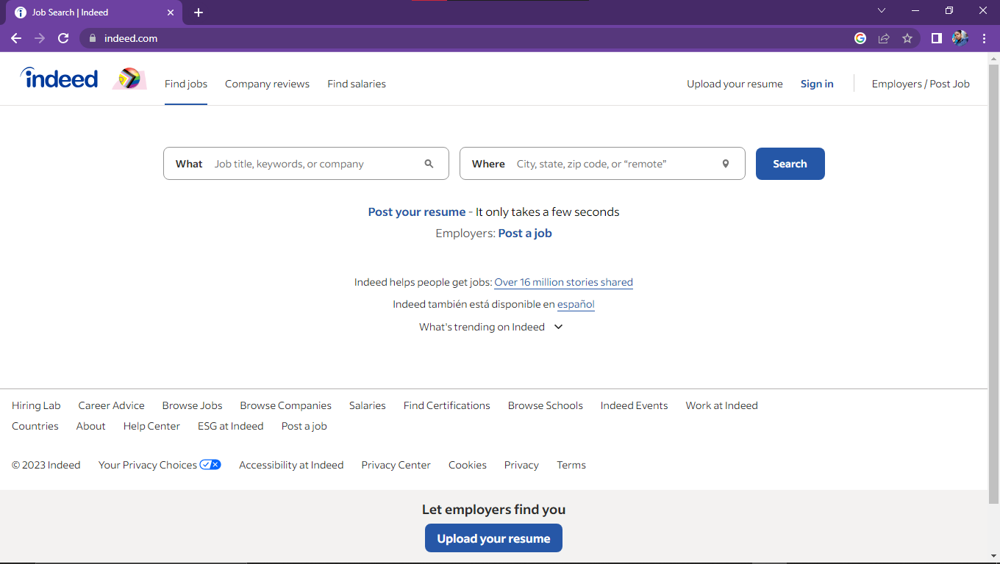 Job Search | Indeed
indeed.com
indeed
Find jobs Company reviews Find salaries Upload your resume Sign in Employers / Post Job
What Job title, keywords, or company Where City, state, zip code, or “remote” Search
Post your resume - It only takes a few seconds
Employers: Post a job
Indeed helps people get jobs: Over 16 million stories shared
Indeed también está disponible en español
What's trending on Indeed
Hiring Lab Career Advice Browse Jobs Browse Companies Salaries Find Certifications Browse Schools Indeed Events Work at Indeed
Countries About Help Center ESG at Indeed Post a job
© 2023 Indeed Your Privacy Choices Accessibility at Indeed Privacy Center Cookies Privacy Terms
Let employers find you
Upload your resume